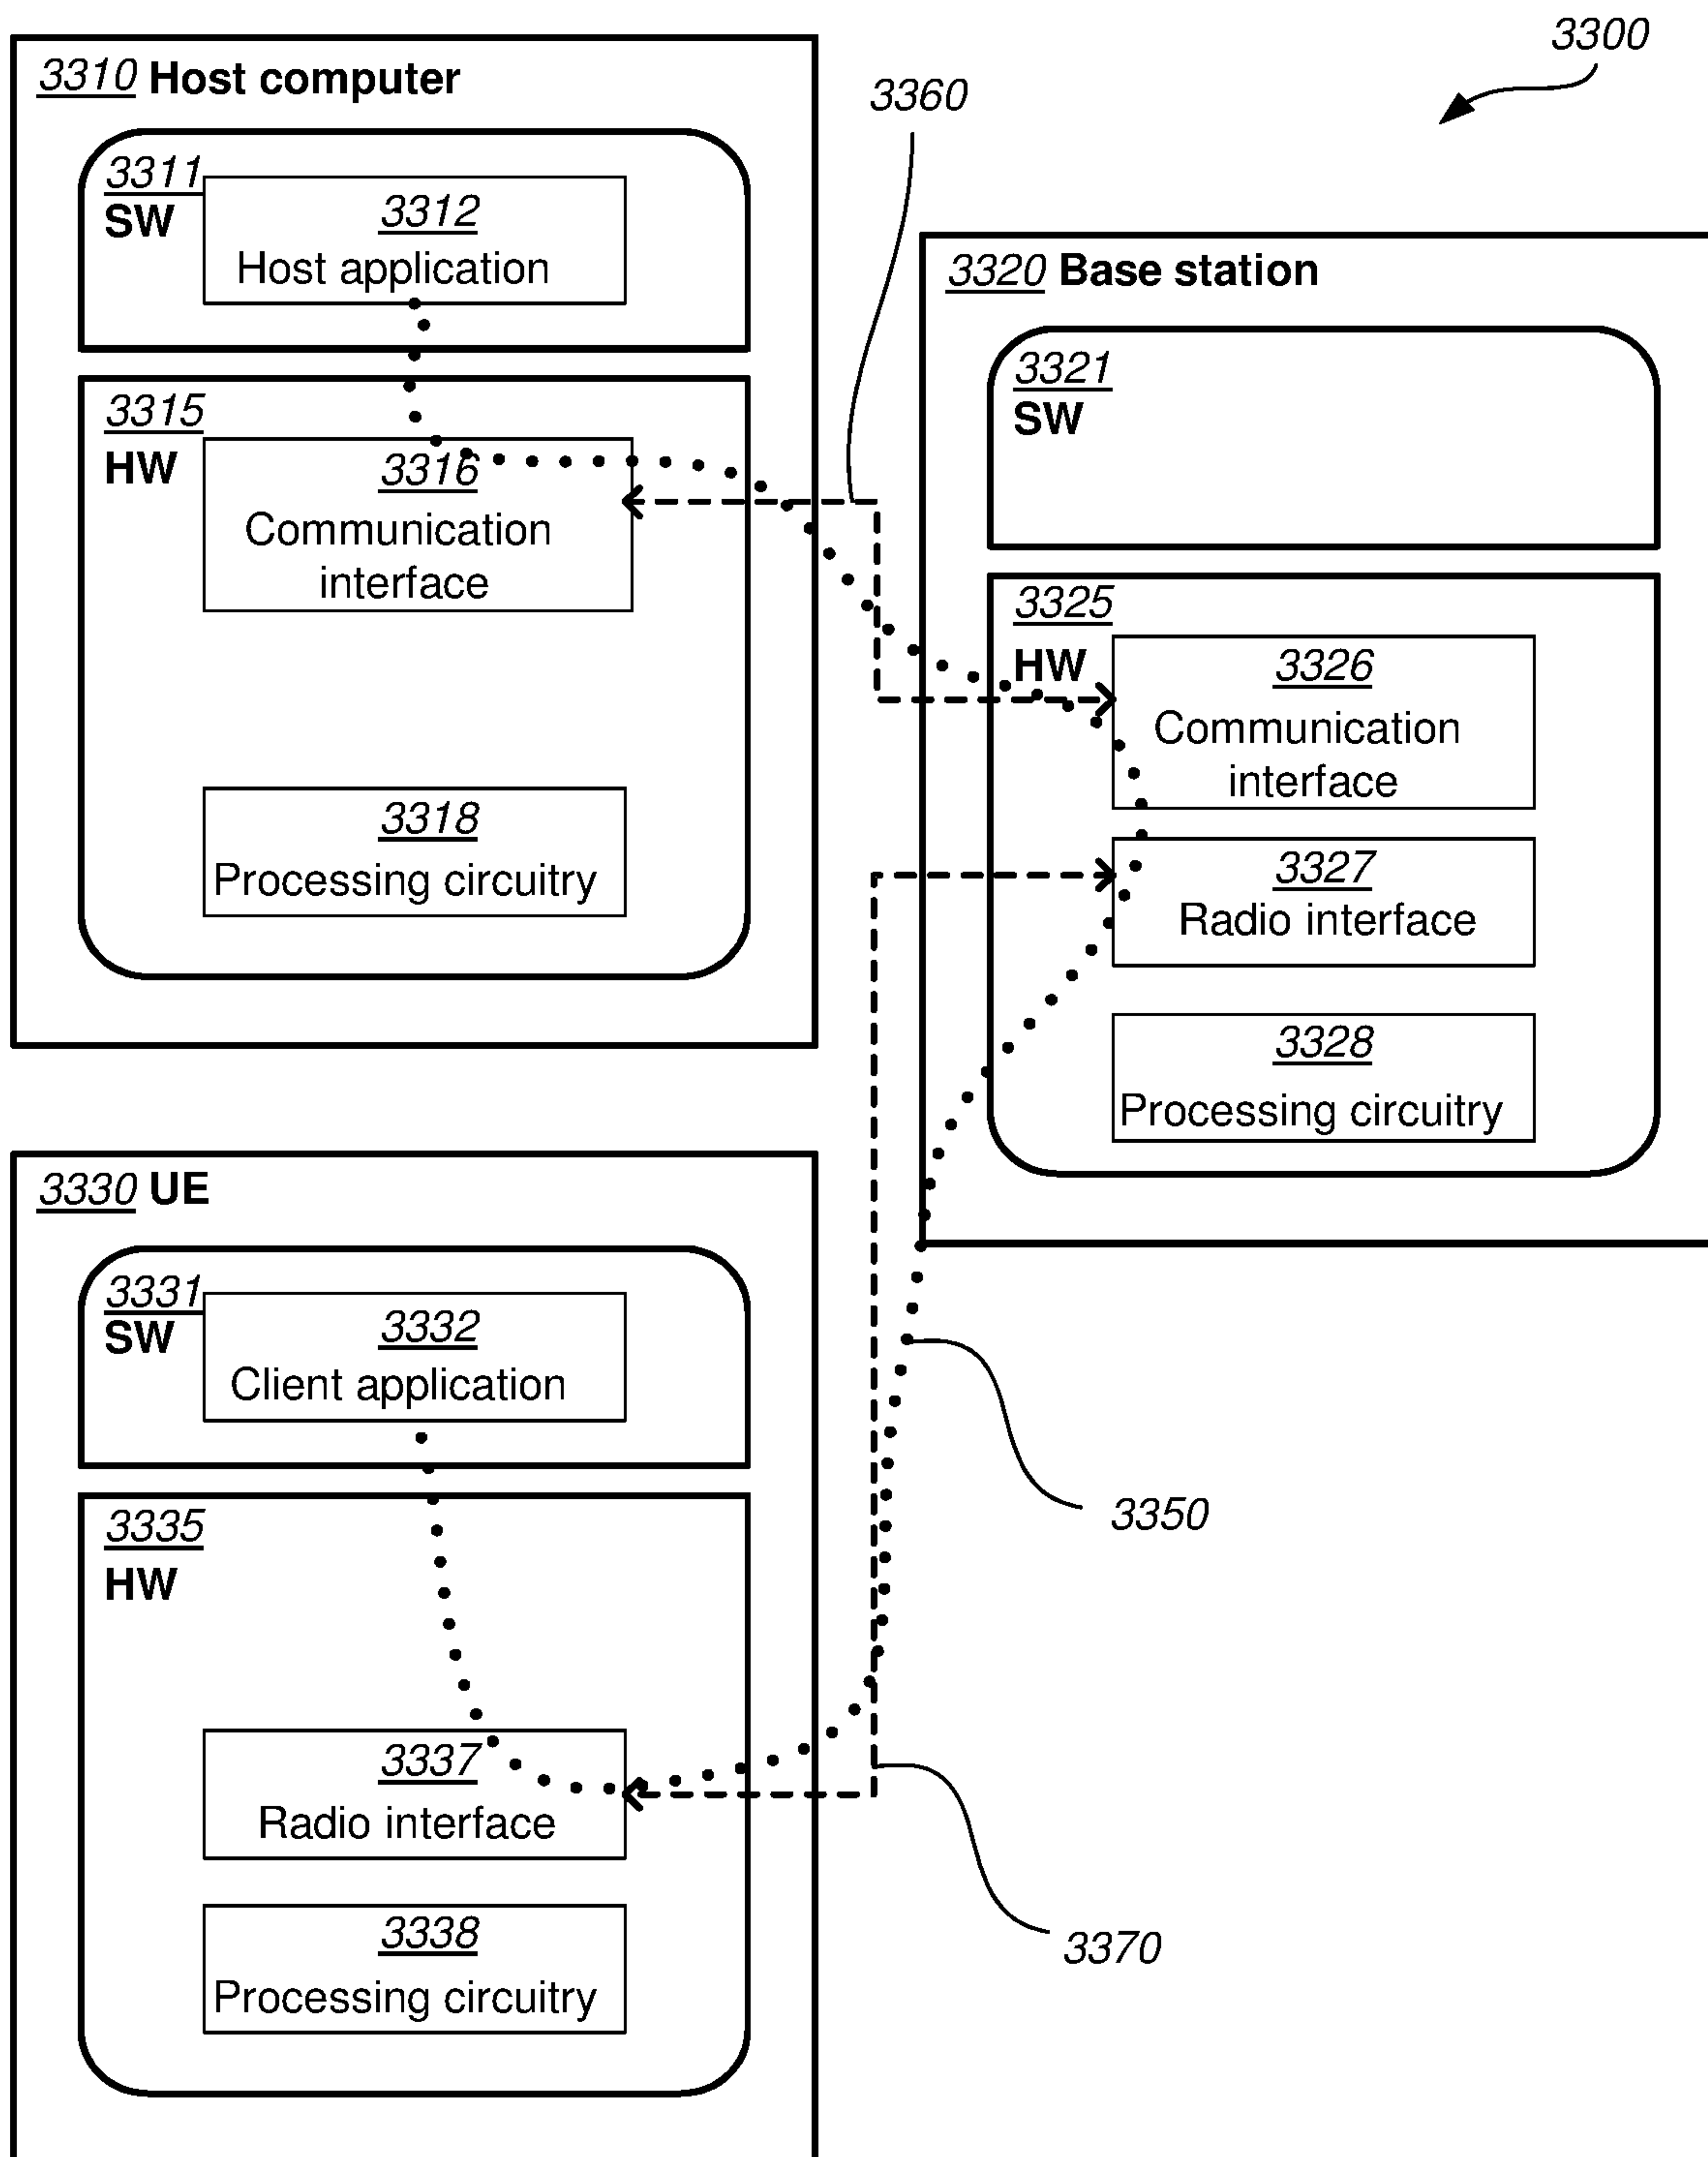 3300
3310 Host computer
3311
SW
3312
Host application
3315
HW
3316
Communication
interface
3318
Processing circuitry
3360
3320 Base station
3321
SW
3325
HW
3326
Communication
interface
3327
Radio interface
3328
Processing circuitry
3330 UE
3331
SW
3332
Client application
3335
HW
3337
Radio interface
3338
Processing circuitry
3350
3370